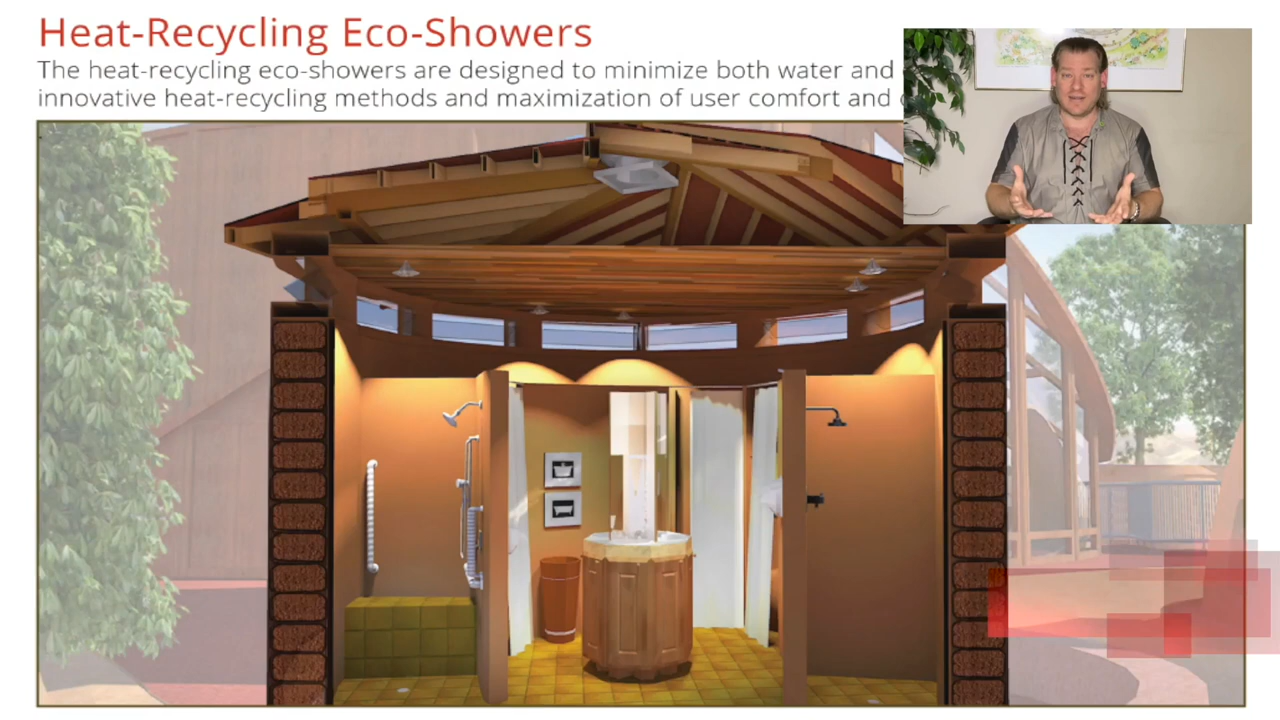 Heat-Recycling Eco-Showers
The heat-recycling eco-showers are designed to minimize both water and
innovative heat-recycling methods and maximization of user comfort and